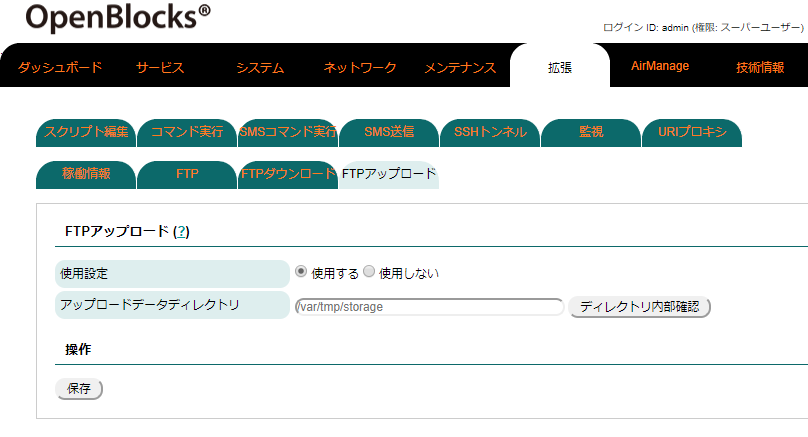 OpenBlocks®
ログイン ID: admin (権限: スーパーユーザー)
ダッシュボード サービス システム ネットワーク メンテナンス 拡張 AirManage 技術情報
スクリプト編集 コマンド実行 SMSコマンド実行 SMS送信 SSHトンネル 監視 URIプロキシ
稼働情報 FTP FTPダウンロード FTPアップロード
FTPアップロード (?)
使用設定 使用する 使用しない
アップロードデータディレクトリ /var/tmp/storage ディレクトリ内部確認
操作
保存